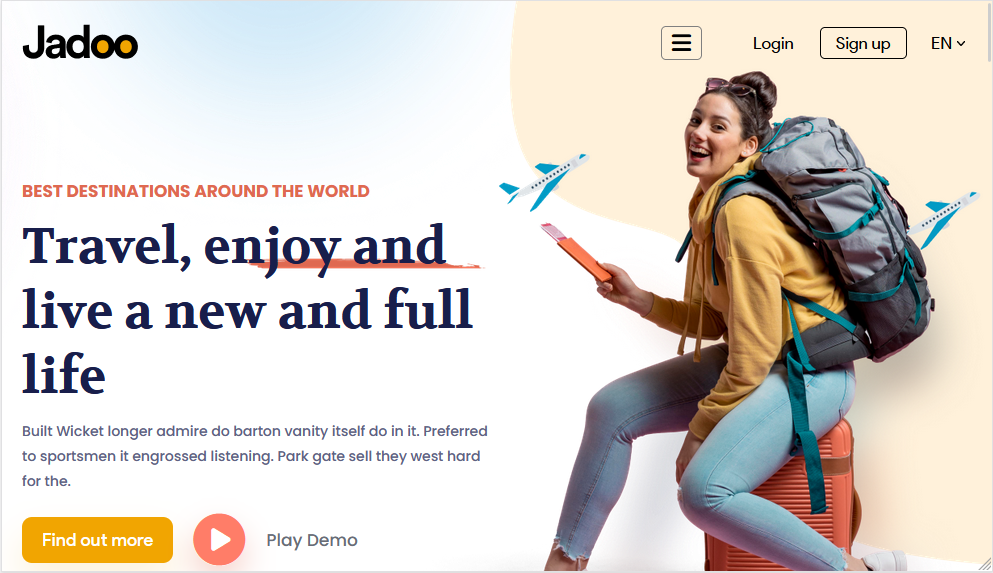 Jadoo
Login
Sign up
EN
BEST DESTINATIONS AROUND THE WORLD
Travel, enjoy and
live a new and full
life
Built Wicket longer admire do barton vanity itself do in it. Preferred
to sportsmen it engrossed listening. Park gate sell they west hard
for the.
Find out more
Play Demo